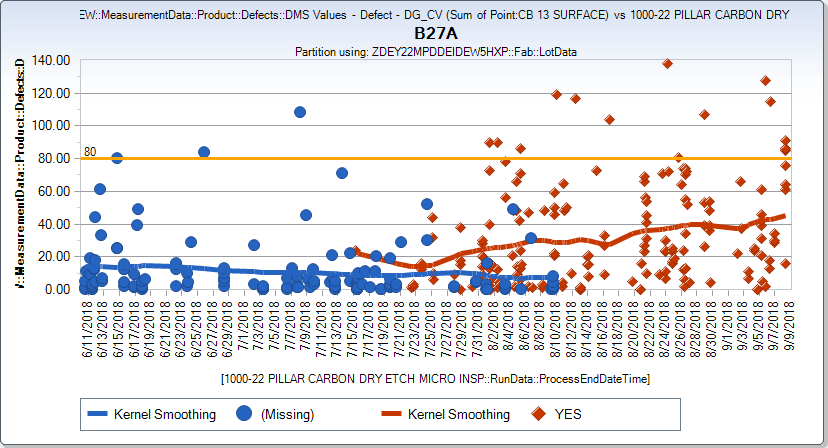 EW::MeasurementData::Product::Defects::DMS Values - Defect - DG_CV (Sum of Point:CB 13 SURFACE) vs 1000-22 PILLAR CARBON DRY
B27A
Partition using: ZDEY22MPDDEIDEW5HXP::Fab::LotData
/::MeasurementData::Product::Defects::D
140.00
120.00
100.00
80.00
60.00
40.00
20.00
0.00
80
6/11/2018 6/13/2018 6/15/2018 6/17/2018 6/19/2018 6/21/2018 6/23/2018 6/25/2018 6/27/2018 6/29/2018 7/1/2018 7/3/2018 7/5/2018 7/7/2018 7/9/2018 7/11/2018 7/13/2018 7/15/2018 7/17/2018 7/19/2018 7/21/2018 7/23/2018 7/25/2018 7/27/2018 7/29/2018 7/31/2018 8/2/2018 8/4/2018 8/6/2018 8/8/2018 8/10/2018 8/12/2018 8/14/2018 8/16/2018 8/18/2018 8/20/2018 8/22/2018 8/24/2018 8/26/2018 8/28/2018 8/30/2018 9/1/2018 9/3/2018 9/5/2018 9/7/2018 9/9/2018
[1000-22 PILLAR CARBON DRY ETCH MICRO INSP::RunData::ProcessEndDateTime]
Kernel Smoothing (Missing) Kernel Smoothing YES